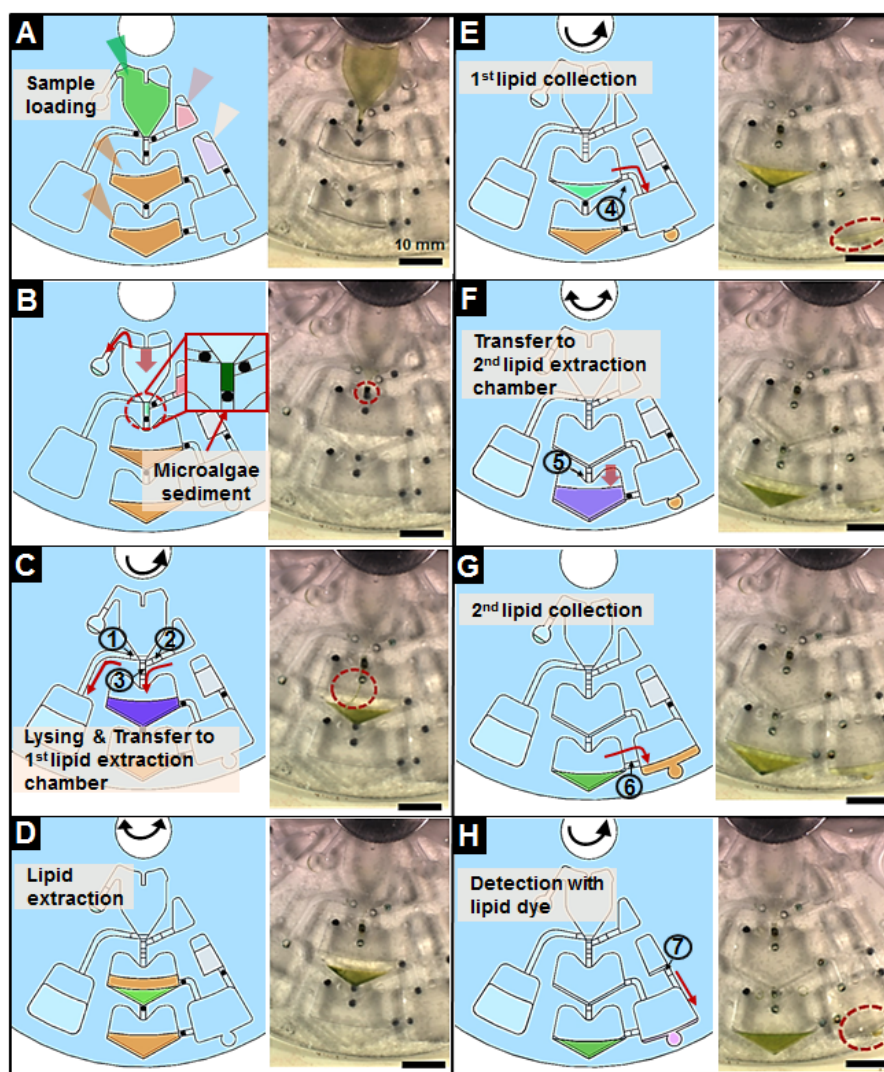 A
Sample
loading
10 mm
B
Microalgae
sediment
C
1
2
3
Lysing & Transfer to
1st lipid extraction
chamber
D
Lipid
extraction
E
1st lipid collection
4
F
Transfer to
2nd lipid extraction
chamber
5
G
2nd lipid collection
6
H
Detection with
lipid dye
7